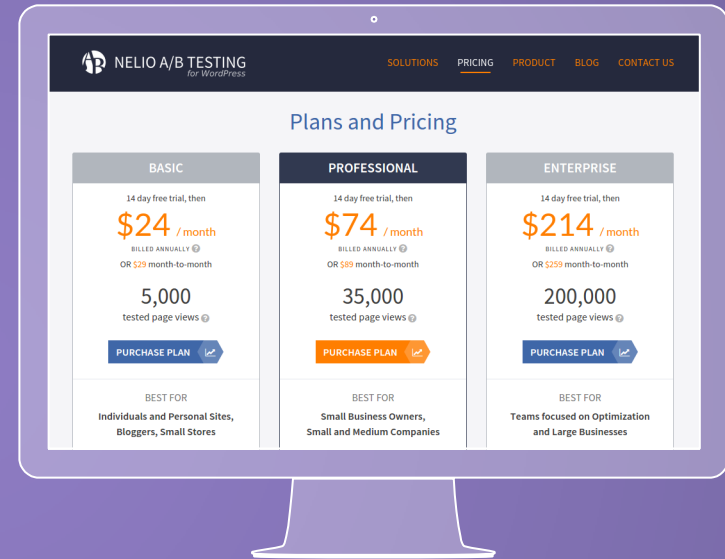 NELIO A/B TESTING
for WordPress
SOLUTIONS PRICING PRODUCT BLOG CONTACT US
Plans and Pricing
BASIC
14 day free trial, then
$24 / month
BILLED ANNUALLY ?
OR $29 month-to-month
5,000
tested page views ?
PURCHASE PLAN
BEST FOR
Individuals and Personal Sites,
Bloggers, Small Stores
PROFESSIONAL
14 day free trial, then
$74 / month
BILLED ANNUALLY ?
OR $89 month-to-month
35,000
tested page views ?
PURCHASE PLAN
BEST FOR
Small Business Owners,
Small and Medium Companies
ENTERPRISE
14 day free trial, then
$214 / month
BILLED ANNUALLY ?
OR $259 month-to-month
200,000
tested page views ?
PURCHASE PLAN
BEST FOR
Teams focused on Optimization
and Large Businesses